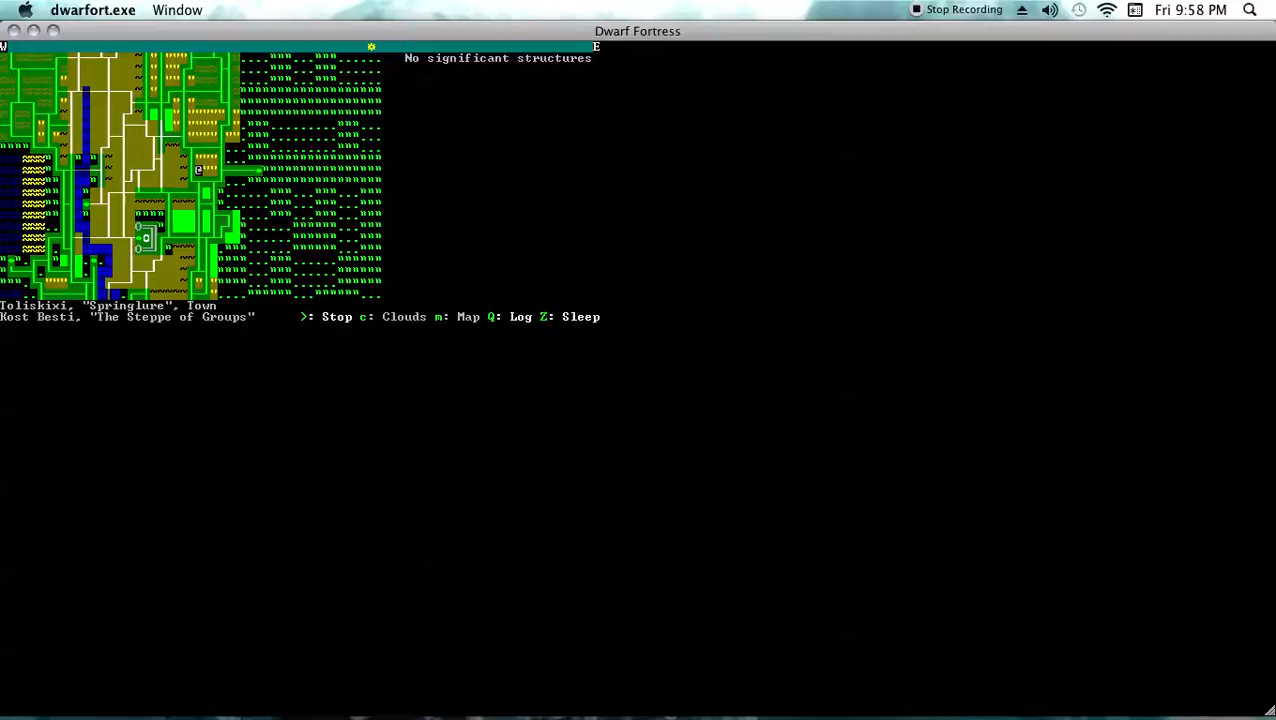 dwarfort.exe Window Stop Recording Fri 9:58 PM
Dwarf Fortress
W E
No significant structures
Toliskixi, "Springlure", Town
Kost Besti, "The Steppe of Groups" >: Stop c: Clouds m: Map Q: Log Z: Sleep